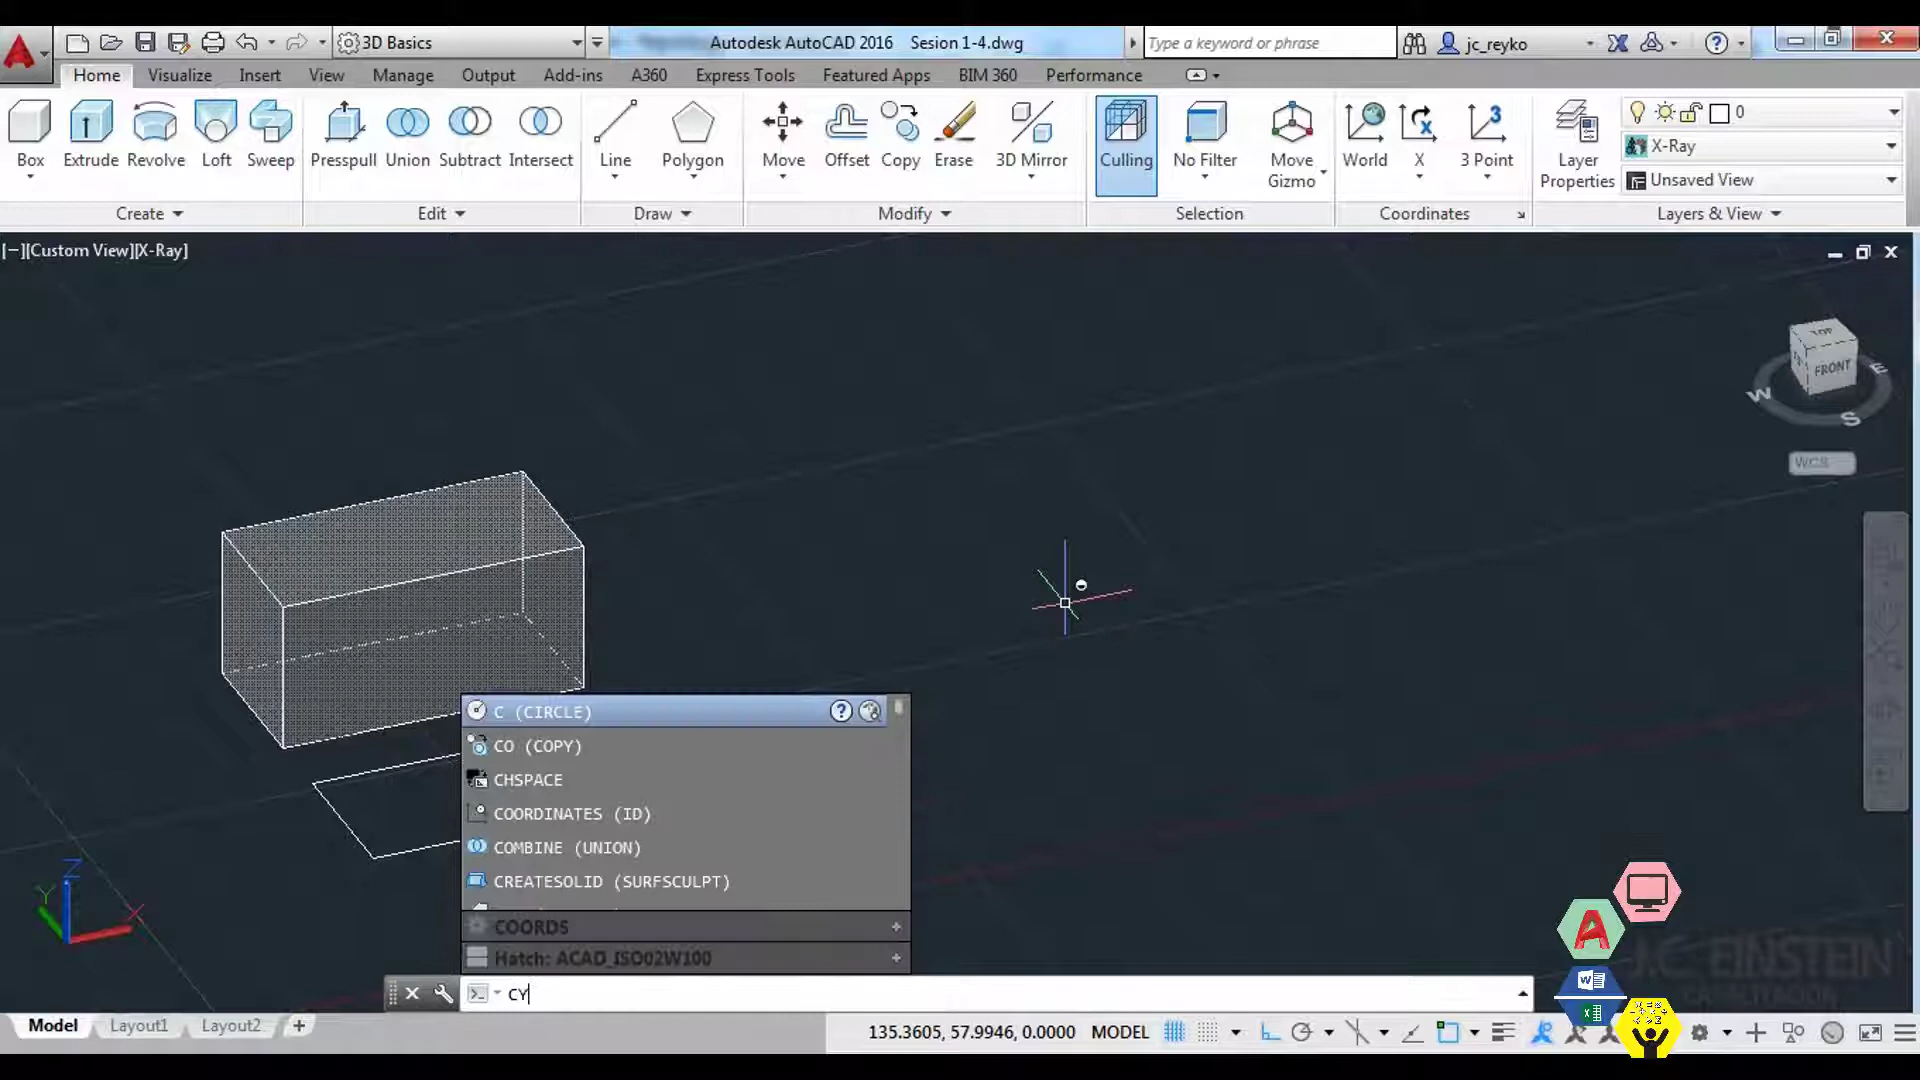 3D Basics
Autodesk AutoCAD 2016 Sesion 1-4.dwg
Type a keyword or phrase
jc_reyko
Home Visualize Insert View Manage Output Add-ins A360 Express Tools Featured Apps BIM 360 Performance
Box Extrude Revolve Loft Sweep Presspull Union Subtract Intersect Line Polygon Move Offset Copy Erase 3D Mirror Culling No Filter Move Gizmo World X 3 Point Layer Properties
0
X-Ray
Unsaved View
Create Edit Draw Modify Selection Coordinates Layers & View
[−][Custom View][X-Ray]
TOP
FRONT
W
E
S
WCS
C (CIRCLE)
CO (COPY)
CHSPACE
COORDINATES (ID)
COMBINE (UNION)
CREATESOLID (SURFSCULPT)
COORDS
Hatch: ACAD_ISO02W100
Z
Y
X
CY
J.C. EINSTEIN
CAPACITACIÓN
Model Layout1 Layout2
135.3605, 57.9946, 0.0000 MODEL